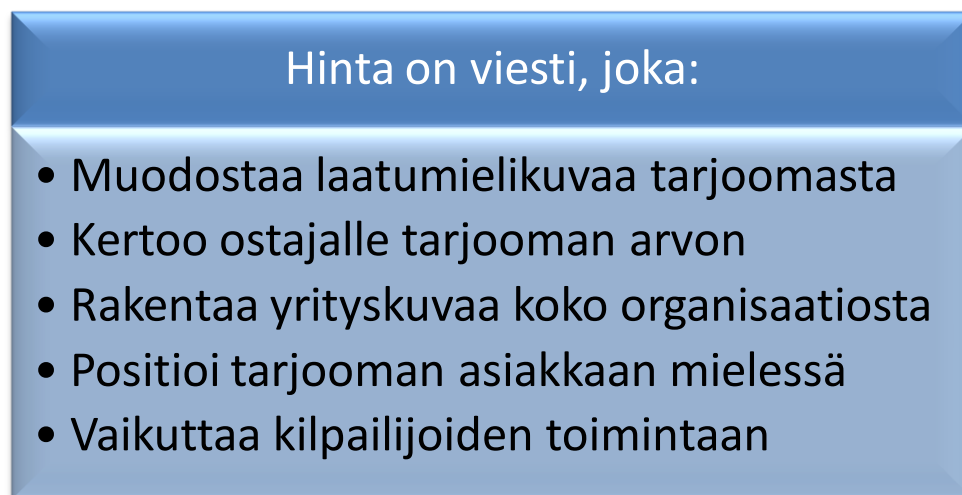 Hinta on viesti, joka:
• Muodostaa laatumielikuvaa tarjoomasta
• Kertoo ostajalle tarjooman arvon
• Rakentaa yrityskuvaa koko organisaatiosta
• Positioi tarjooman asiakkaan mielessä
• Vaikuttaa kilpailijoiden toimintaan